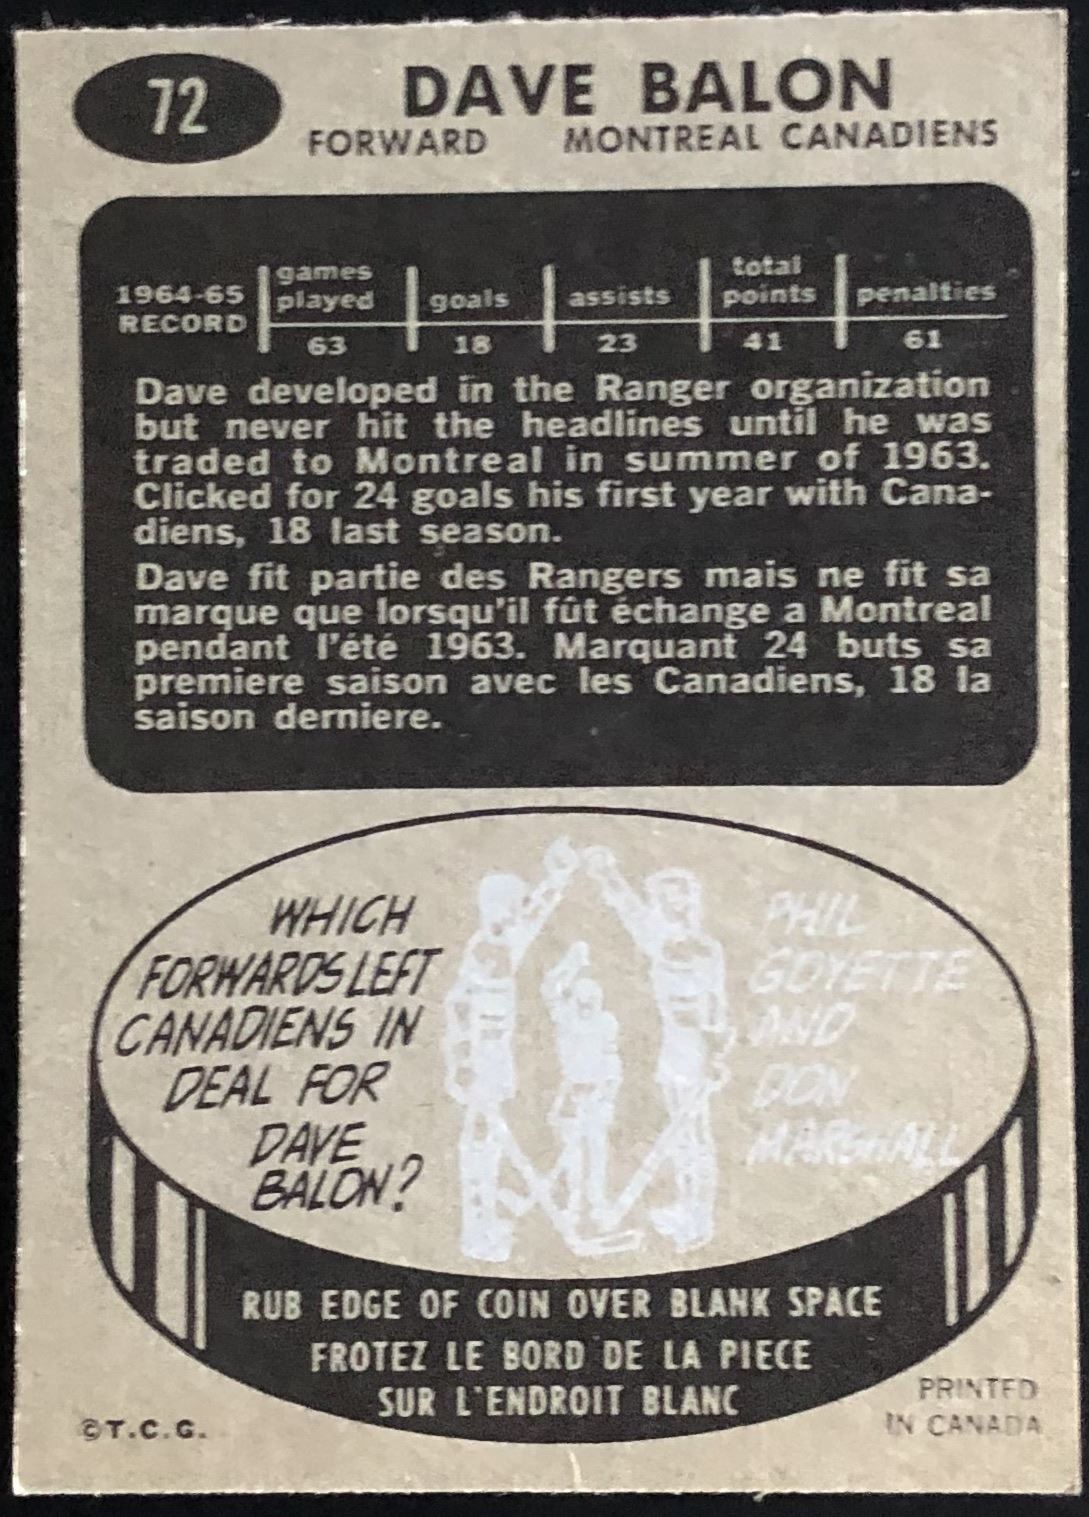 72
DAVE BALON
FORWARD MONTREAL CANADIENS
1964-65 RECORD
games played
goals
assists
total points
penalties
63 18 23 41 61
Dave developed in the Ranger organization
but never hit the headlines until he was
traded to Montreal in summer of 1963.
Clicked for 24 goals his first year with Cana-
diens, 18 last season.
Dave fit partie des Rangers mais ne fit sa
marque que lorsqu'il fût échange a Montreal
pendant l'été 1963. Marquant 24 buts sa
premiere saison avec les Canadiens, 18 la
saison derniere.
WHICH
FORWARDS LEFT
CANADIENS IN
DEAL FOR
DAVE
BALON?
PHIL
GOYETTE
AND
DON
MARSHALL
RUB EDGE OF COIN OVER BLANK SPACE
FROTEZ LE BORD DE LA PIECE
SUR L'ENDROIT BLANC
©T.C.G.
PRINTED
IN CANADA